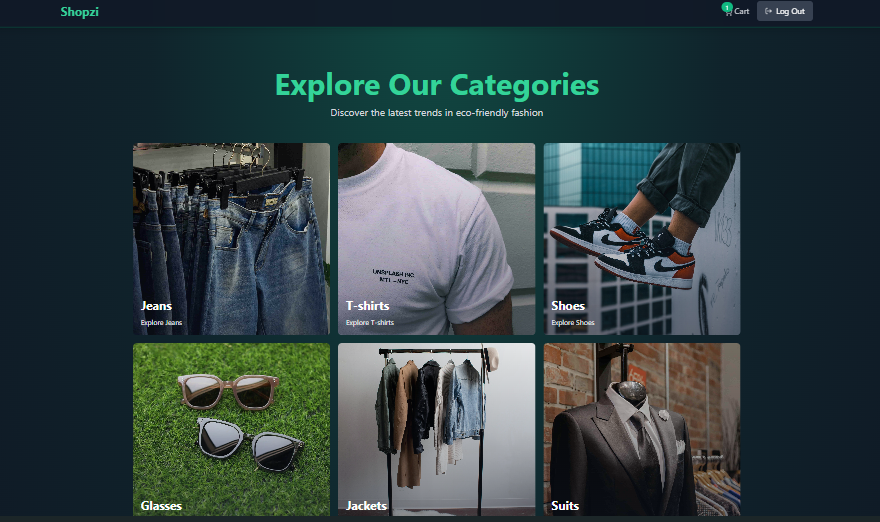 Shopzi
1
Cart
Log Out
Explore Our Categories
Discover the latest trends in eco-friendly fashion
UNSPLASH INC.
MTL – NYC
Jeans
Explore Jeans
T-shirts
Explore T-shirts
Shoes
Explore Shoes
Glasses
Jackets
Suits